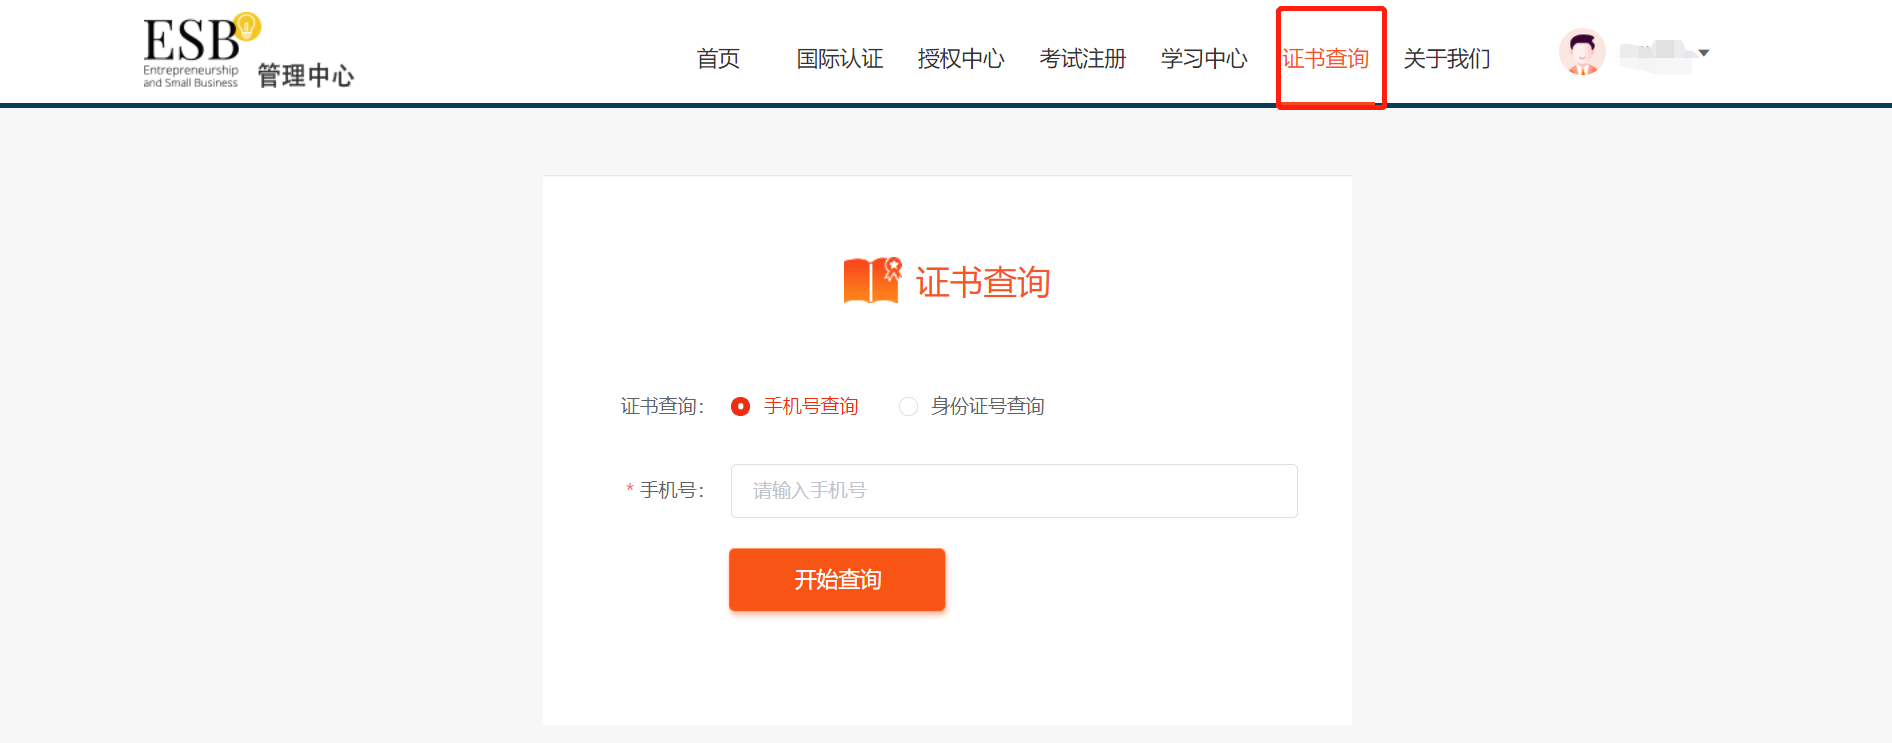 ESB
Entrepreneurship
and Small Business
管理中心
首页 国际认证 授权中心 考试注册 学习中心 证书查询 关于我们
证书查询
证书查询： 手机号查询 身份证号查询
* 手机号： 请输入手机号
开始查询